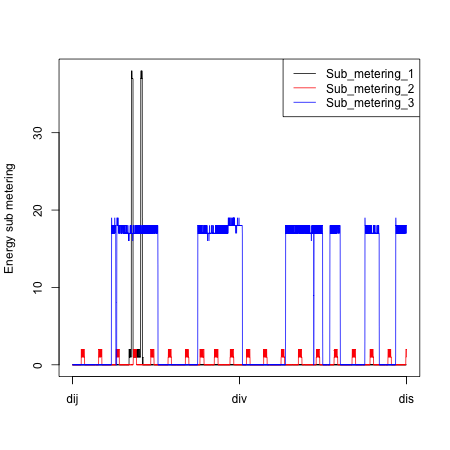 Sub_metering_1
Sub_metering_2
Sub_metering_3
Energy sub metering
30
20
10
0
dij
div
dis